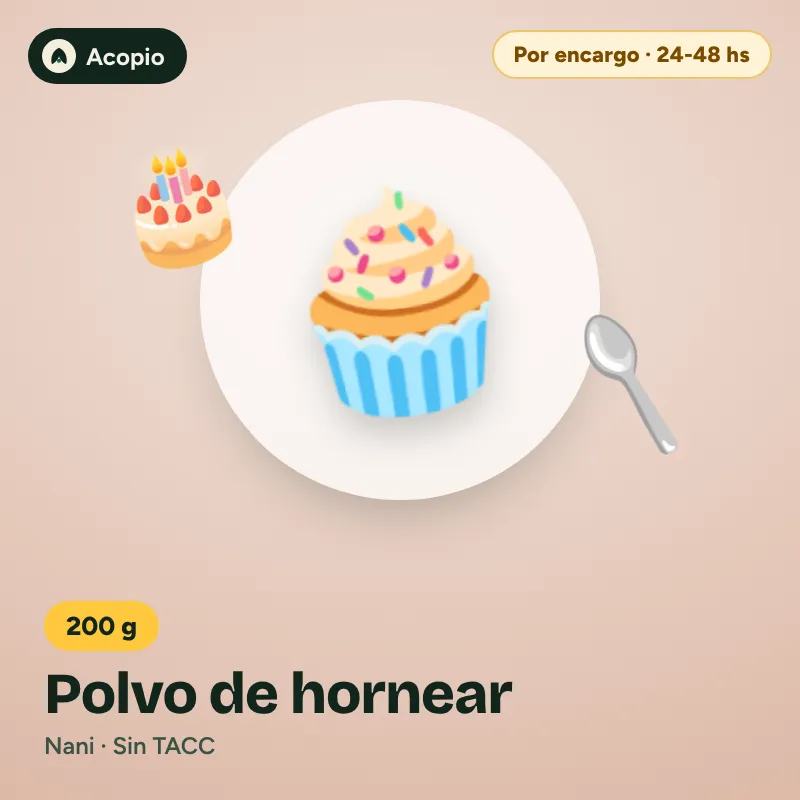 Acopio
Por encargo · 24-48 hs
200 g
Polvo de hornear
Nani · Sin TACC